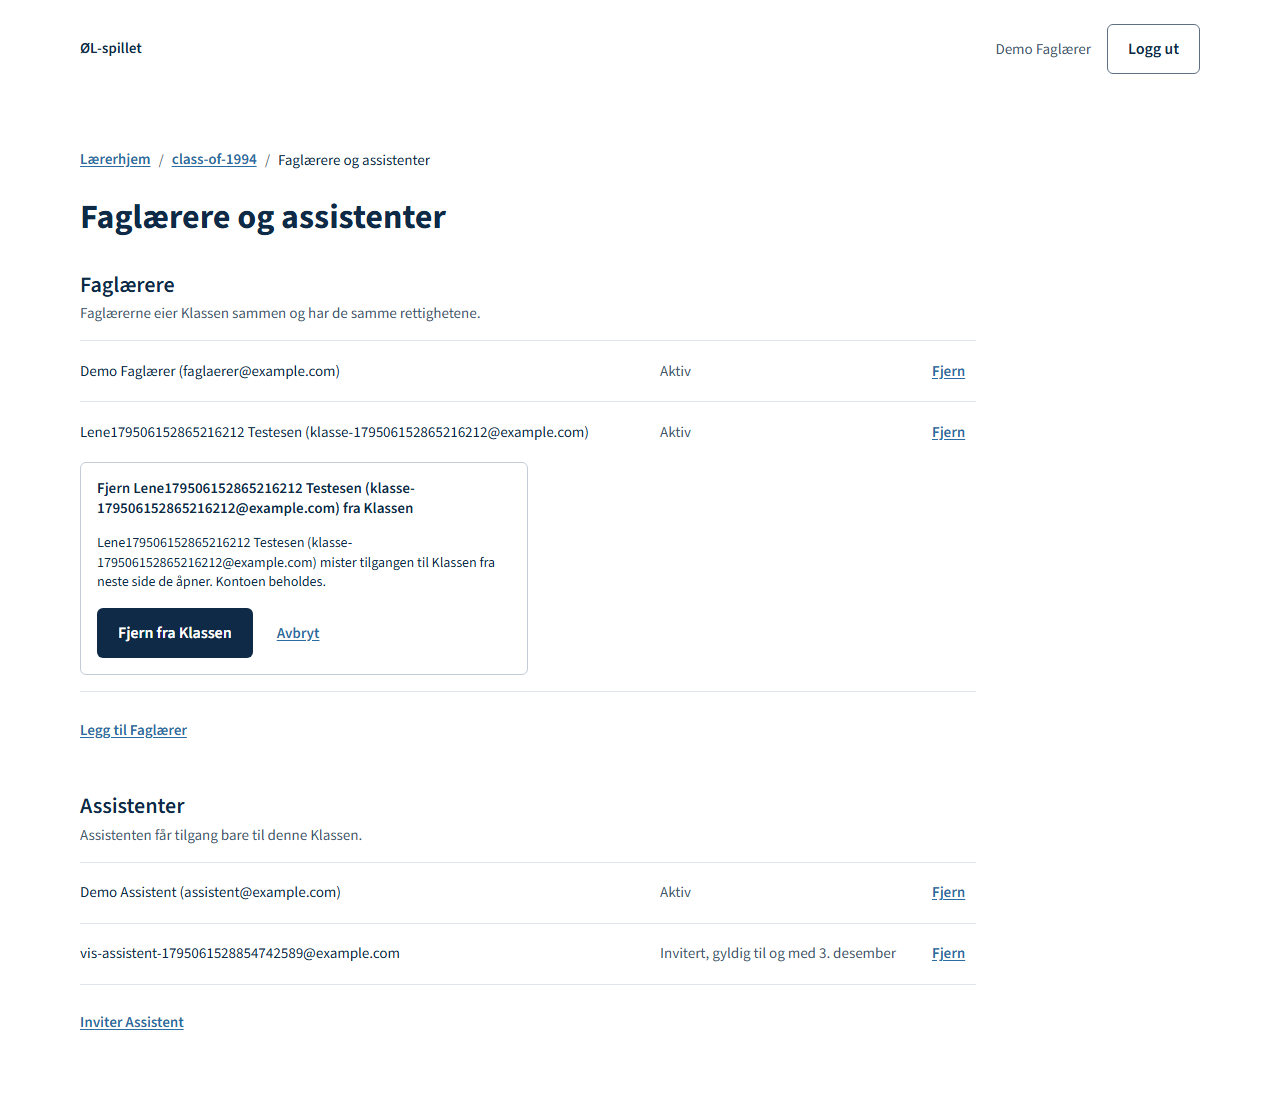 ØL-spillet
Demo Faglærer
Logg ut
Lærerhjem / class-of-1994 / Faglærere og assistenter
Faglærere og assistenter
Faglærere
Faglærerne eier Klassen sammen og har de samme rettighetene.
Demo Faglærer (faglaerer@example.com) Aktiv Fjern
Lene179506152865216212 Testesen (klasse-179506152865216212@example.com) Aktiv Fjern
Fjern Lene179506152865216212 Testesen (klasse-
179506152865216212@example.com) fra Klassen
Lene179506152865216212 Testesen (klasse-
179506152865216212@example.com) mister tilgangen til Klassen fra
neste side de åpner. Kontoen beholdes.
Fjern fra Klassen Avbryt
Legg til Faglærer
Assistenter
Assistenten får tilgang bare til denne Klassen.
Demo Assistent (assistent@example.com) Aktiv Fjern
vis-assistent-1795061528854742589@example.com Invitert, gyldig til og med 3. desember Fjern
Inviter Assistent